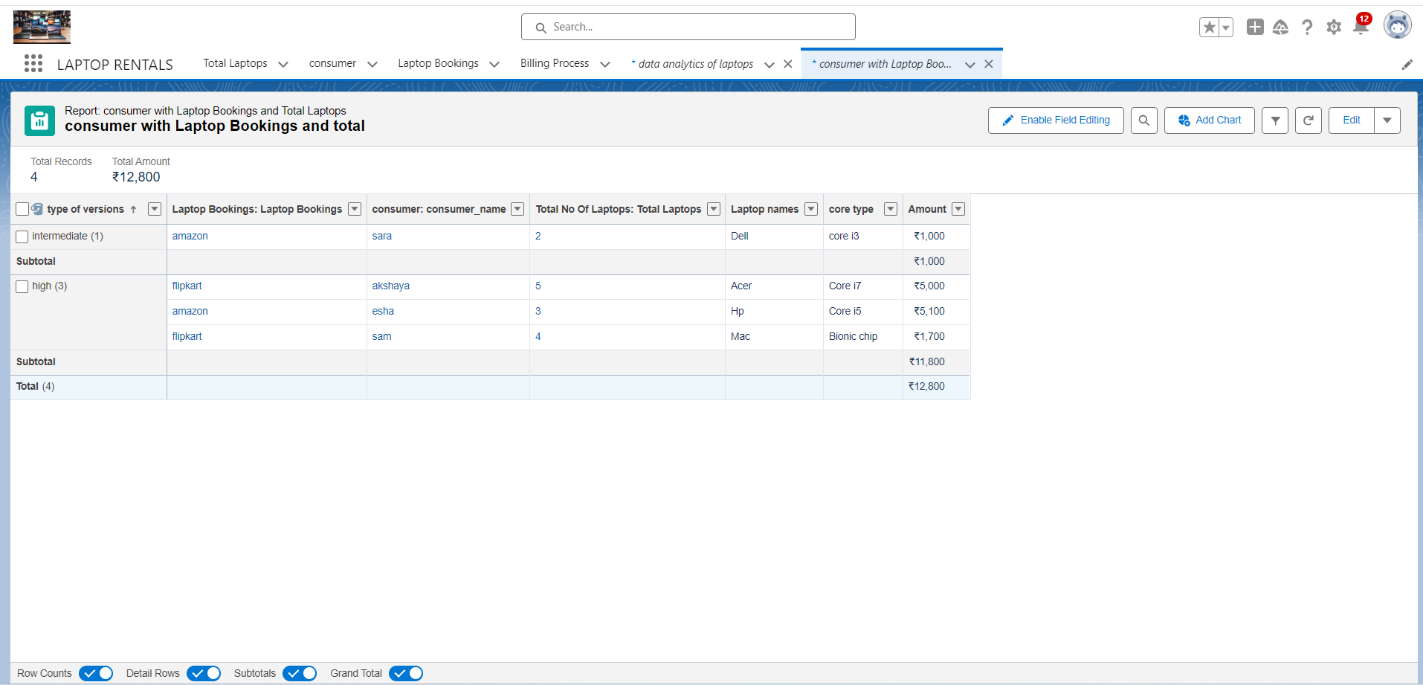 Search...
12
LAPTOP RENTALS Total Laptops consumer Laptop Bookings Billing Process * data analytics of laptops * consumer with Laptop Boo...
Report: consumer with Laptop Bookings and Total Laptops
consumer with Laptop Bookings and total
Enable Field Editing Add Chart Edit
Total Records Total Amount
4 ₹12,800
type of versions ↑ Laptop Bookings: Laptop Bookings consumer: consumer_name Total No Of Laptops: Total Laptops Laptop names core type Amount
intermediate (1) amazon sara 2 Dell core i3 ₹1,000
Subtotal ₹1,000
high (3) flipkart akshaya 5 Acer Core i7 ₹5,000
amazon esha 3 Hp Core i5 ₹5,100
flipkart sam 4 Mac Bionic chip ₹1,700
Subtotal ₹11,800
Total (4) ₹12,800
Row Counts Detail Rows Subtotals Grand Total